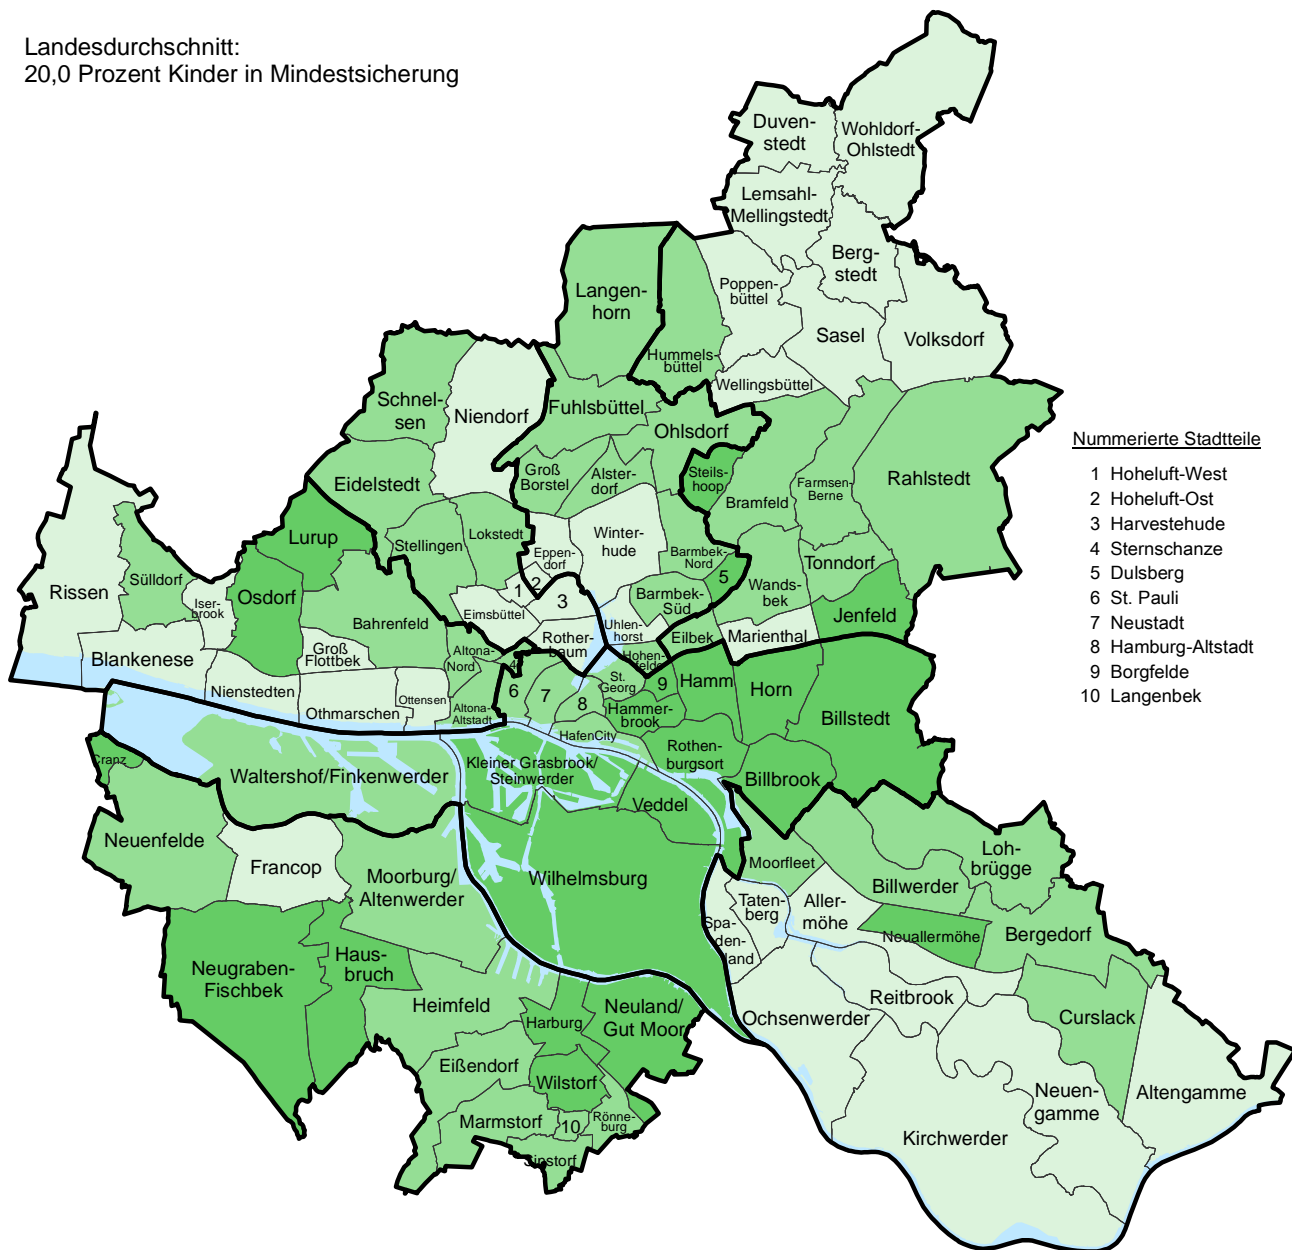 Landesdurchschnitt:
20,0 Prozent Kinder in Mindestsicherung
Duven-
stedt
Wohldorf-
Ohlstedt
Lemsahl-
Mellingstedt
Berg-
stedt
Poppen-
büttel
Sasel
Volksdorf
Wellingsbüttel
Langen-
horn
Hummels-
büttel
Schnel-
sen
Niendorf
Fuhlsbüttel
Ohlsdorf
Eidelstedt
Groß
Borstel
Alster-
dorf
Steils-
hoop
Bramfeld
Farmsen-
Berne
Rahlstedt
Nummerierte Stadtteile
1 Hoheluft-West
2 Hoheluft-Ost
3 Harvestehude
4 Sternschanze
5 Dulsberg
6 St. Pauli
7 Neustadt
8 Hamburg-Altstadt
9 Borgfelde
10 Langenbek
Lurup
Stellingen
Lokstedt
Eppen-
dorf
Winter-
hude
Barmbek-
Nord
5
Tonndorf
Wands-
bek
Jenfeld
Rissen
Sülldorf
Iser-
brook
Osdorf
Bahrenfeld
Eimsbüttel
1
2
3
Barmbek-
Süd
Uhlen-
horst
Eilbek
Marienthal
Blankenese
Groß
Flottbek
Altona-
Nord
4
Rother-
baum
Hohen-
felde
Nienstedten
Othmarschen
Ottensen
Altona-
Altstadt
6
7
8
St.
Georg
9
Hamm
Horn
Billstedt
Hammer-
brook
HafenCity
Rothen-
burgsort
Billbrook
Cranz
Waltershof/Finkenwerder
Kleiner Grasbrook/
Steinwerder
Veddel
Neuenfelde
Francop
Moorburg/
Altenwerder
Wilhelmsburg
Moorfleet
Billwerder
Loh-
brügge
Tatenberg
Aller-
möhe
Spa-
den-
land
Neuallermöhe
Bergedorf
Neugraben-
Fischbek
Haus-
bruch
Heimfeld
Harburg
Neuland/
Gut Moor
Ochsenwerder
Reitbrook
Curslack
Eißendorf
Wilstorf
Marmstorf
10
Rönne-
burg
Sinstorf
Neuen-
gamme
Altengamme
Kirchwerder